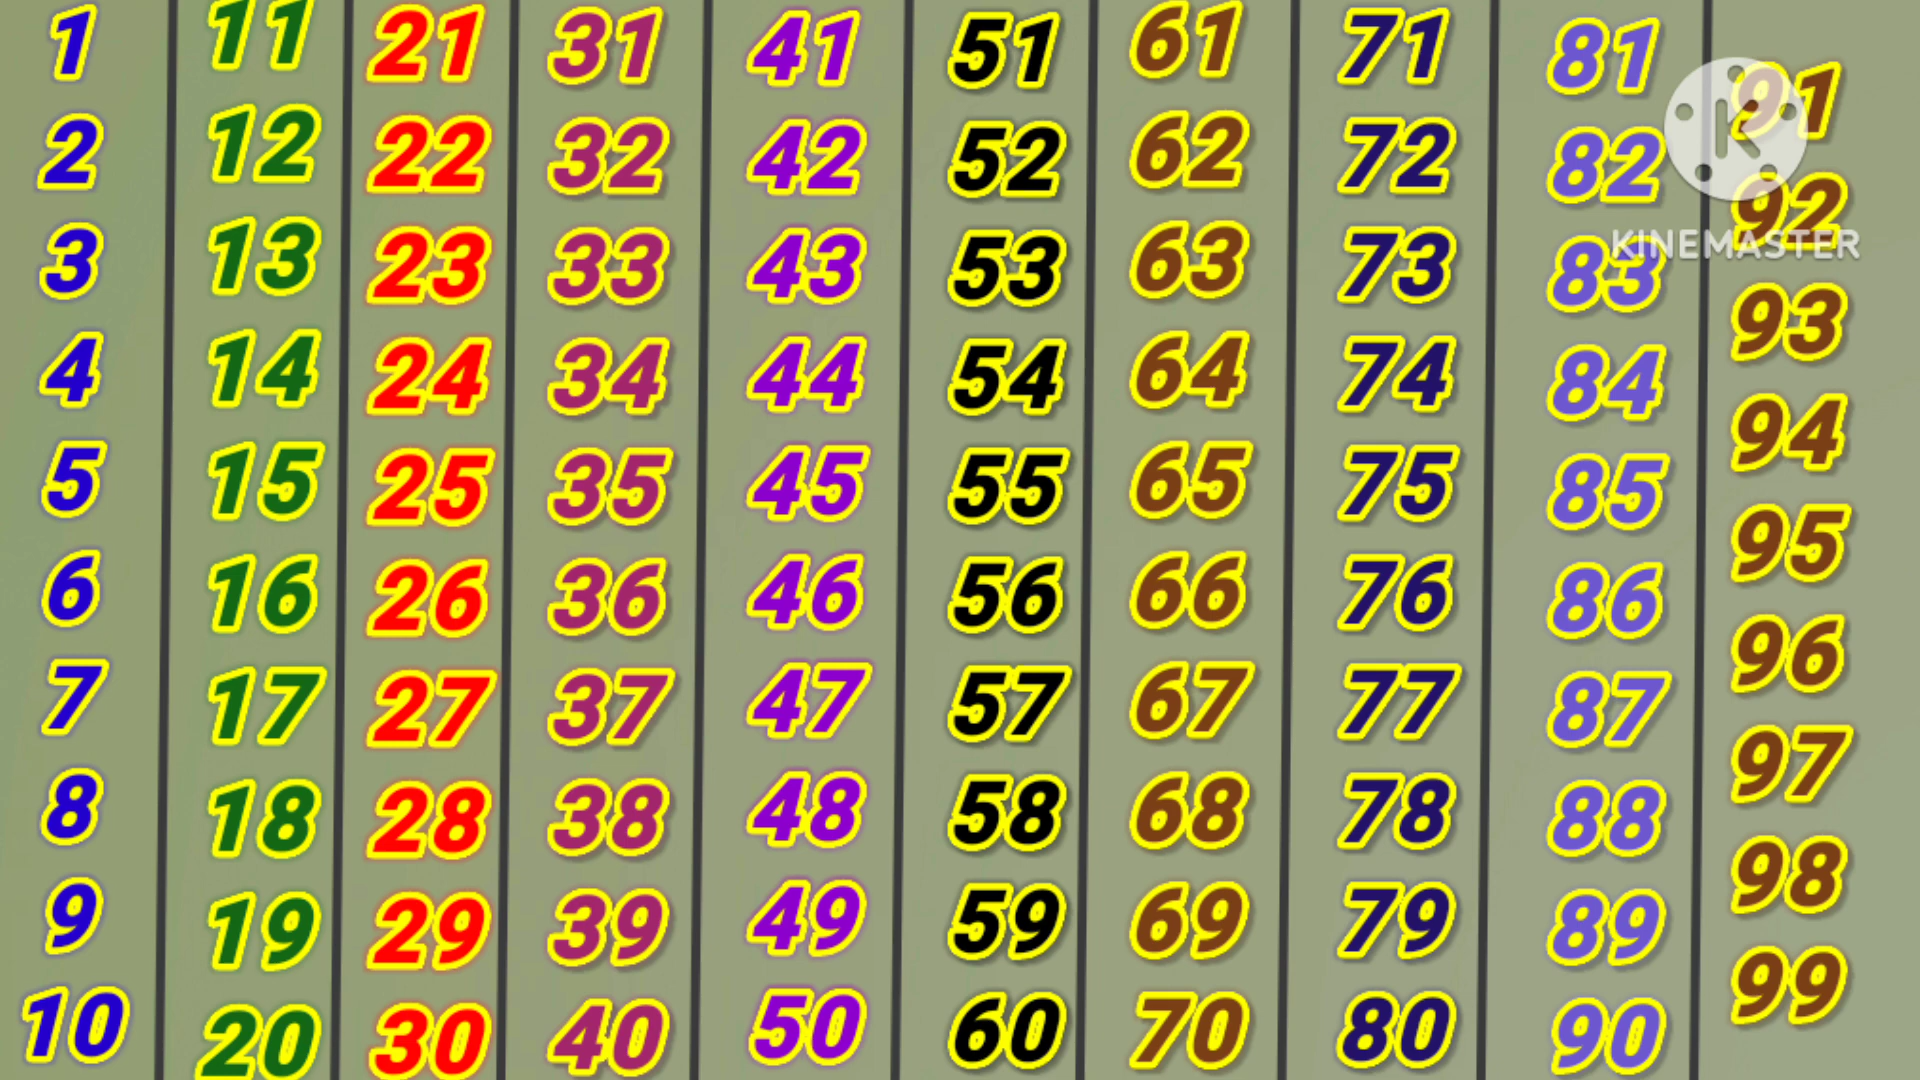 1 11 21 31 41 51 61 71 81 91
2 12 22 32 42 52 62 72 82 92
3 13 23 33 43 53 63 73 83 93
4 14 24 34 44 54 64 74 84 94
5 15 25 35 45 55 65 75 85 95
6 16 26 36 46 56 66 76 86 96
7 17 27 37 47 57 67 77 87 97
8 18 28 38 48 58 68 78 88 98
9 19 29 39 49 59 69 79 89 99
10 20 30 40 50 60 70 80 90
K
KINEMASTER